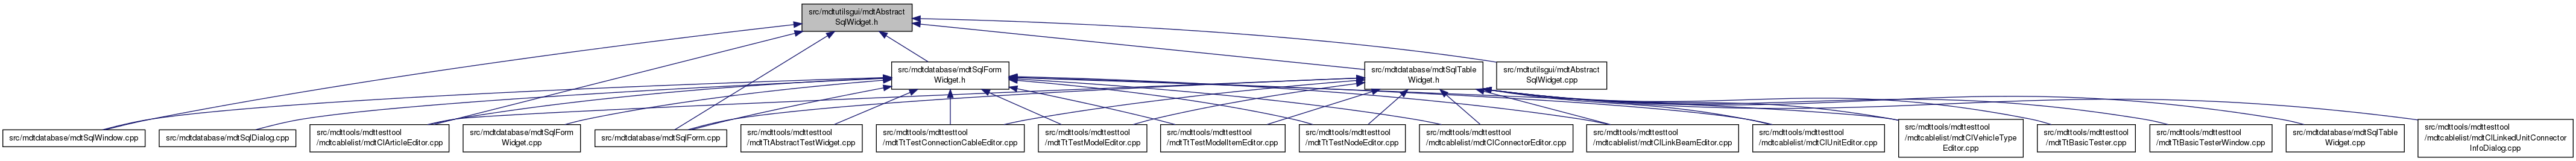 src/mdtutilsgui/mdtAbstract
SqlWidget.h
src/mdtdatabase/mdtSqlForm
Widget.h
src/mdtdatabase/mdtSqlTable
Widget.h
src/mdtutilsgui/mdtAbstract
SqlWidget.cpp
src/mdtdatabase/mdtSqlWindow.cpp
src/mdtdatabase/mdtSqlDialog.cpp
src/mdttools/mdttesttool
/mdtcablelist/mdtClArticleEditor.cpp
src/mdtdatabase/mdtSqlForm
Widget.cpp
src/mdtdatabase/mdtSqlForm.cpp
src/mdttools/mdttesttool
/mdtTtAbstractTestWidget.cpp
src/mdttools/mdttesttool
/mdtTtTestConnectionCableEditor.cpp
src/mdttools/mdttesttool
/mdtTtTestModelEditor.cpp
src/mdttools/mdttesttool
/mdtTtTestModelItemEditor.cpp
src/mdttools/mdttesttool
/mdtTtTestNodeEditor.cpp
src/mdttools/mdttesttool
/mdtcablelist/mdtClConnectorEditor.cpp
src/mdttools/mdttesttool
/mdtcablelist/mdtClLinkBeamEditor.cpp
src/mdttools/mdttesttool
/mdtcablelist/mdtClUnitEditor.cpp
src/mdttools/mdttesttool
/mdtcablelist/mdtClVehicleType
Editor.cpp
src/mdttools/mdttesttool
/mdtTtBasicTester.cpp
src/mdttools/mdttesttool
/mdtTtBasicTesterWindow.cpp
src/mdtdatabase/mdtSqlTable
Widget.cpp
src/mdttools/mdttesttool
/mdtcablelist/mdtClLinkedUnitConnector
InfoDialog.cpp